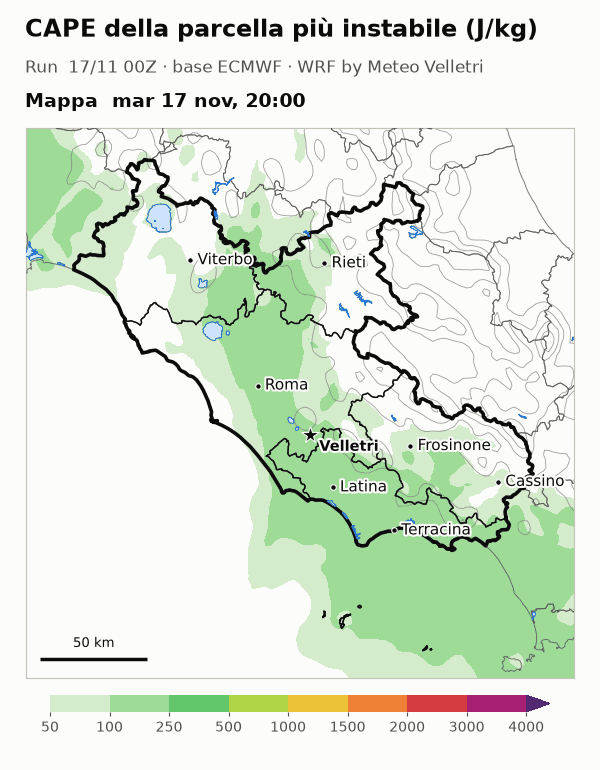 CAPE della parcella più instabile (J/kg)
Run 17/11 00Z · base ECMWF · WRF by Meteo Velletri
Mappa mar 17 nov, 20:00
Viterbo
Rieti
Roma
Velletri
Frosinone
Cassino
Latina
Terracina
50 km
50 100 250 500 1000 1500 2000 3000 4000